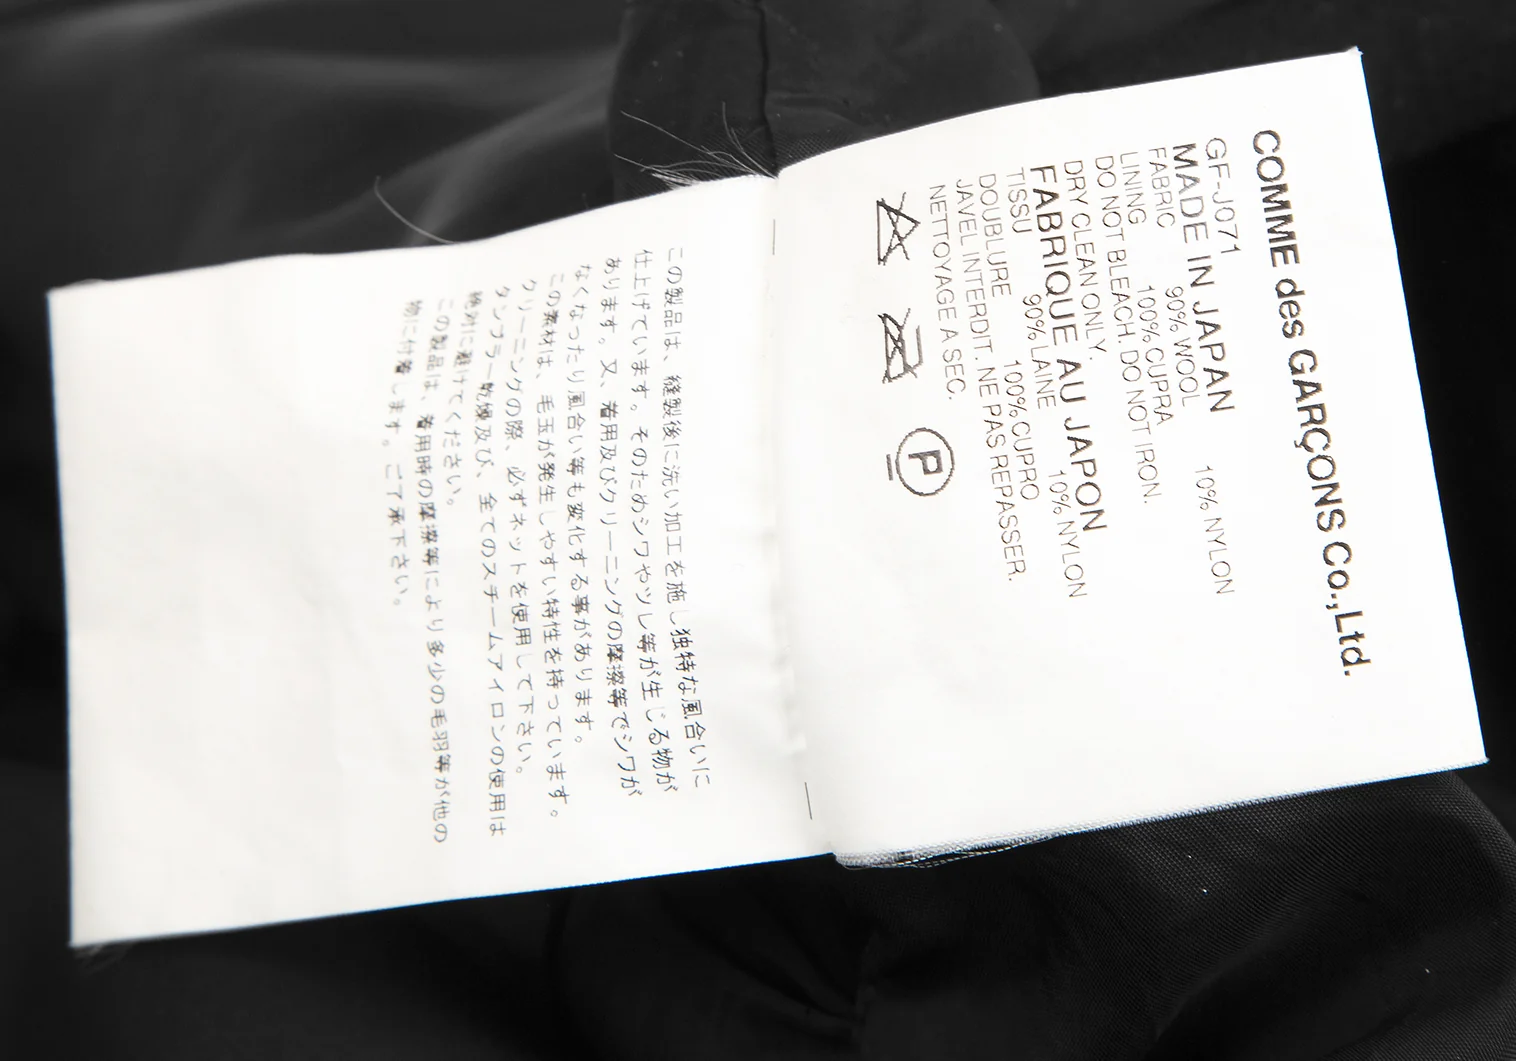 COMME des GARÇONS Co.,Ltd.
GF-J071
MADE IN JAPAN
FABRIC 90% WOOL 10% NYLON
LINING 100% CUPRA
DO NOT BLEACH. DO NOT IRON.
DRY CLEAN ONLY.
FABRIQUE AU JAPON
TISSU 90% LAINE 10% NYLON
DOUBLURE 100% CUPRO
JAVEL INTERDIT. NE PAS REPASSER.
NETTOYAGE A SEC.
P
この製品は、縫製後に洗い加工を施し独特な風合いに
仕上げています。そのためシワやツレ等が生じる物が
あります。又、着用及びクリーニングの摩擦等でシワが
なくなったり風合い等も変化する事があります。
この素材は、毛玉が発生しやすい特性を持っています。
クリーニングの際、必ずネットを使用して下さい。
タンブラー乾燥及び、全てのスチームアイロンの使用は
絶対に避けてください。
この製品は、着用時の摩擦等により多少の毛羽等が他の
物に付着します。ご了承下さい。